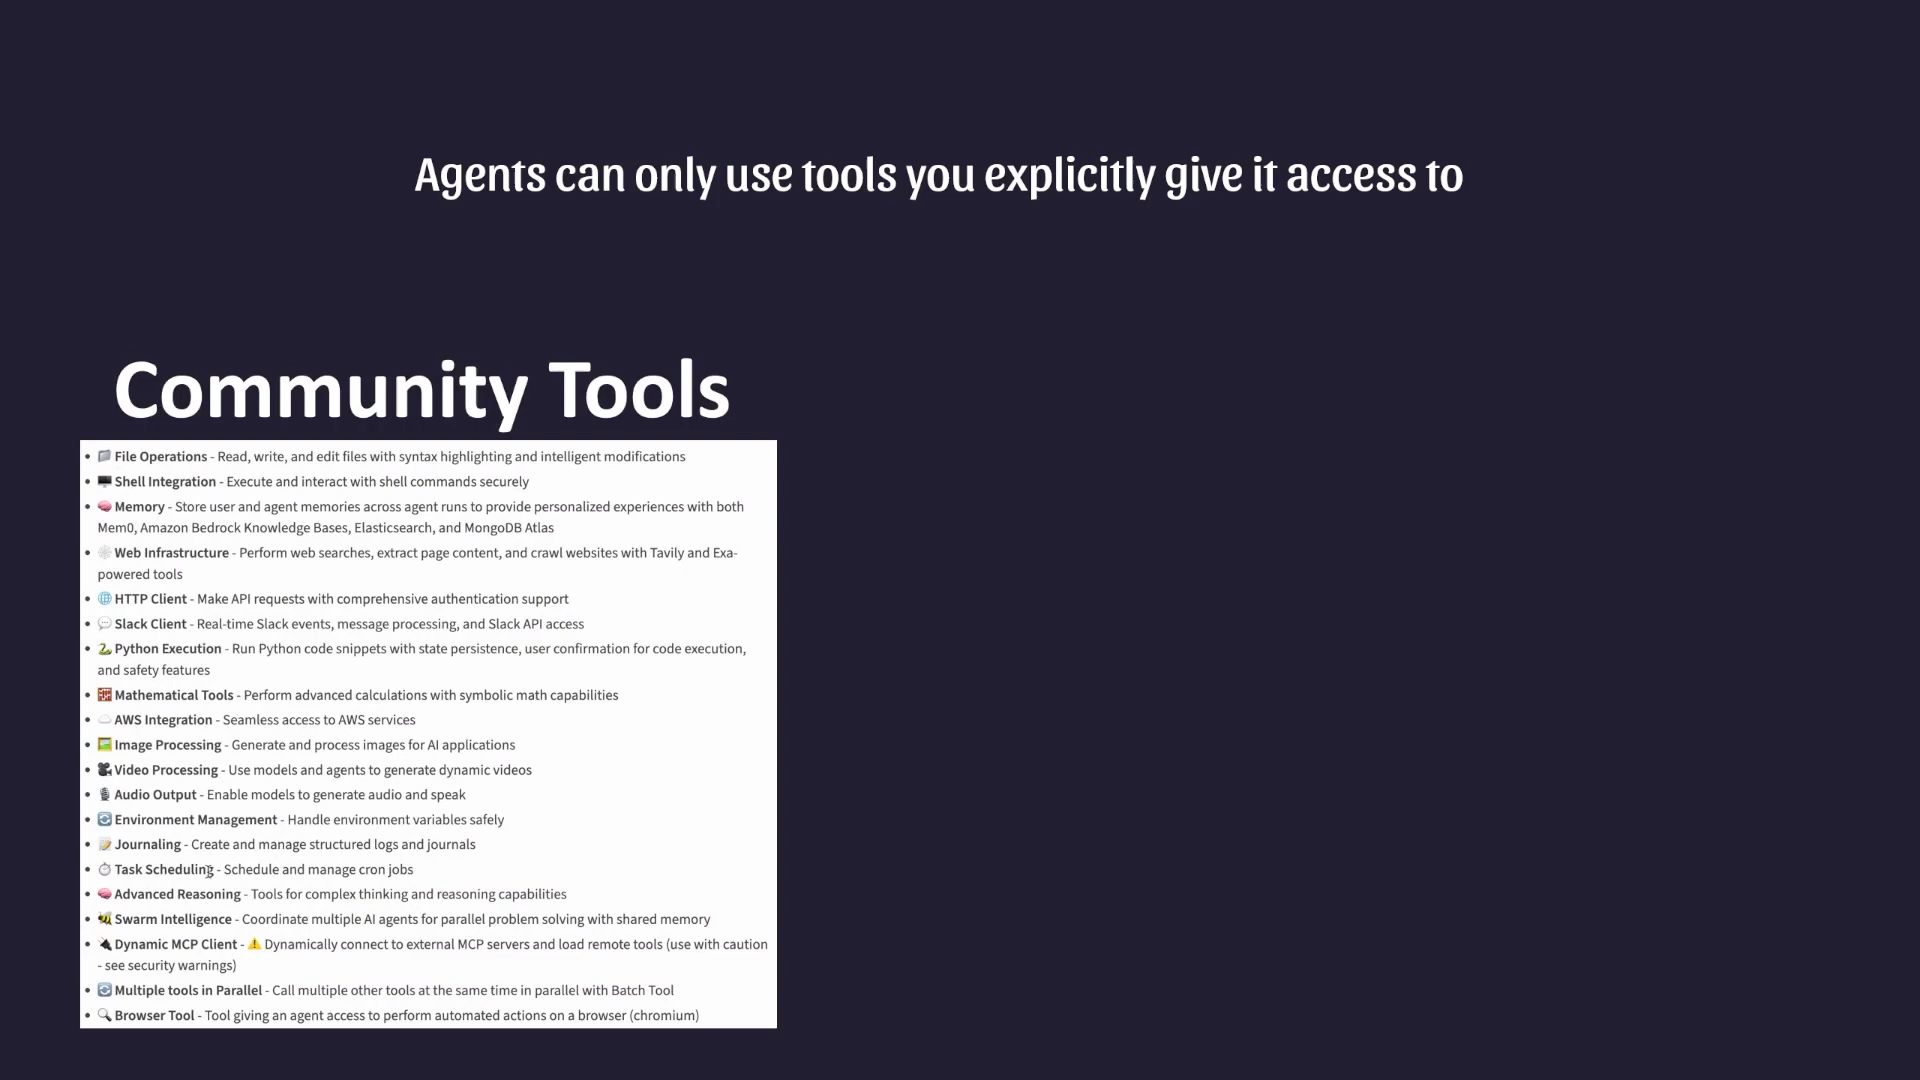 Agents can only use tools you explicitly give it access to
Community Tools
• 📁 File Operations - Read, write, and edit files with syntax highlighting and intelligent modifications
• 🖥️ Shell Integration - Execute and interact with shell commands securely
• 🧠 Memory - Store user and agent memories across agent runs to provide personalized experiences with both
Mem0, Amazon Bedrock Knowledge Bases, Elasticsearch, and MongoDB Atlas
• 🕸️ Web Infrastructure - Perform web searches, extract page content, and crawl websites with Tavily and Exa-
powered tools
• 🌐 HTTP Client - Make API requests with comprehensive authentication support
• 💬 Slack Client - Real-time Slack events, message processing, and Slack API access
• 🐍 Python Execution - Run Python code snippets with state persistence, user confirmation for code execution,
and safety features
• 🧮 Mathematical Tools - Perform advanced calculations with symbolic math capabilities
• ☁️ AWS Integration - Seamless access to AWS services
• 🖼️ Image Processing - Generate and process images for AI applications
• 🎥 Video Processing - Use models and agents to generate dynamic videos
• 🎙️ Audio Output - Enable models to generate audio and speak
• 🔄 Environment Management - Handle environment variables safely
• 📝 Journaling - Create and manage structured logs and journals
• ⏱️ Task Scheduling - Schedule and manage cron jobs
• 🧠 Advanced Reasoning - Tools for complex thinking and reasoning capabilities
• 🐝 Swarm Intelligence - Coordinate multiple AI agents for parallel problem solving with shared memory
• 🔌 Dynamic MCP Client - ⚠️ Dynamically connect to external MCP servers and load remote tools (use with caution
- see security warnings)
• 🔄 Multiple tools in Parallel - Call multiple other tools at the same time in parallel with Batch Tool
• 🔍 Browser Tool - Tool giving an agent access to perform automated actions on a browser (chromium)